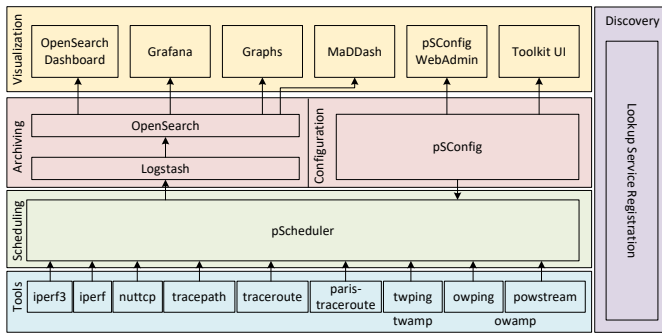 Visualization
OpenSearch
Dashboard
Grafana
Graphs
MaDDash
pSConfig
WebAdmin
Toolkit UI
Discovery
Lookup Service Registration
Archiving
OpenSearch
Logstash
Configuration
pSConfig
Scheduling
pScheduler
Tools
iperf3
iperf
nuttcp
tracepath
traceroute
paris-
traceroute
twping
owping
powstream
twamp
owamp